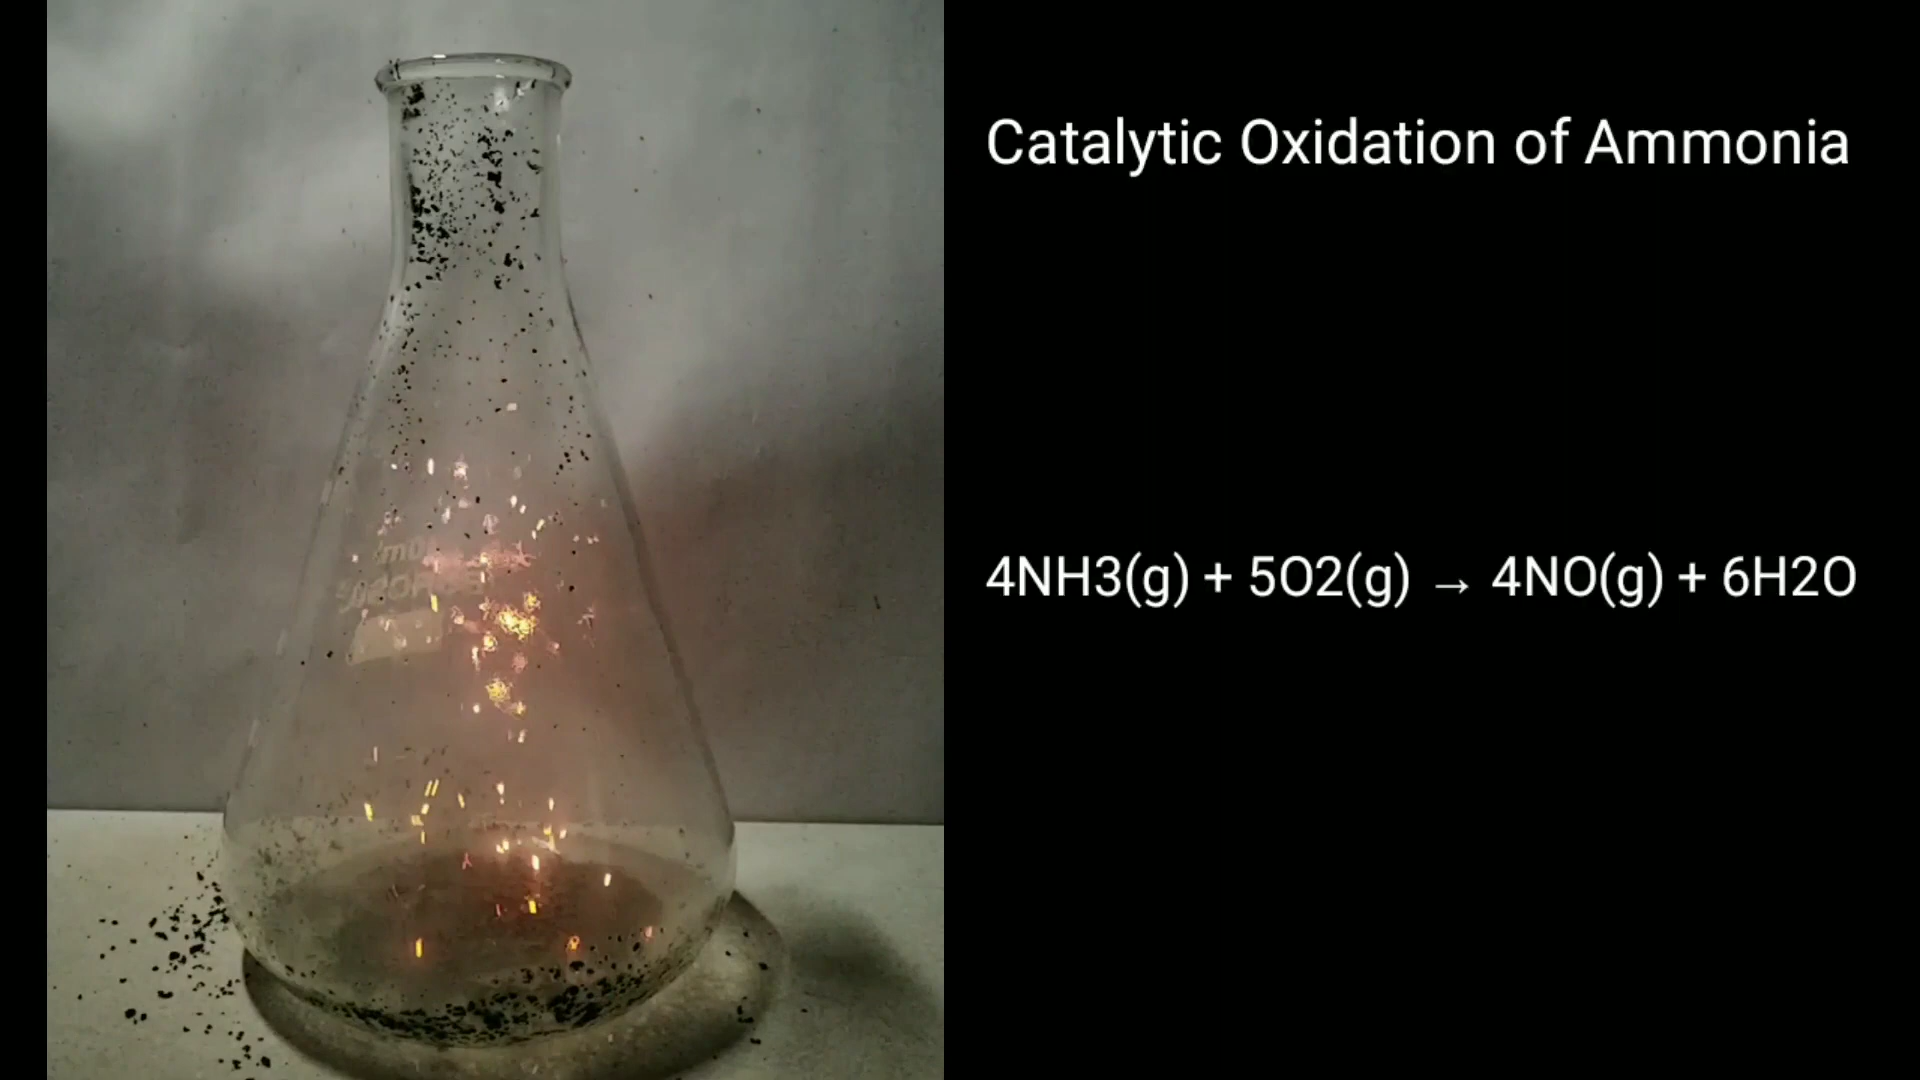 Catalytic Oxidation of Ammonia
4NH3(g) + 5O2(g) → 4NO(g) + 6H2O